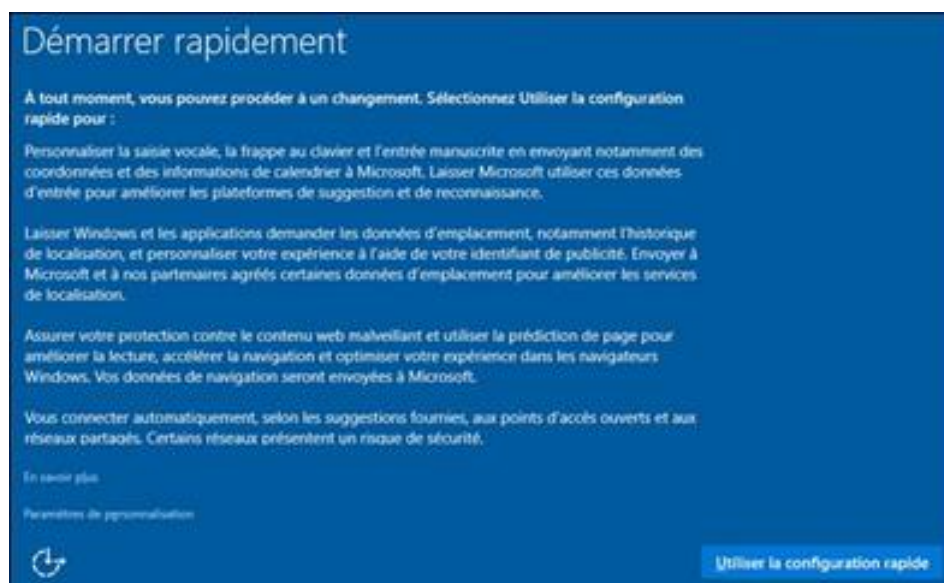 Démarrer rapidement
À tout moment, vous pouvez procéder à un changement. Sélectionnez Utiliser la configuration
rapide pour :
Personnaliser la saisie vocale, la frappe au clavier et l'entrée manuscrite en envoyant notamment des
coordonnées et des informations de calendrier à Microsoft. Laisser Microsoft utiliser ces données
d'entrée pour améliorer les plateformes de suggestion et de reconnaissance.
Laisser Windows et les applications demander les données d'emplacement, notamment l'historique
de localisation, et personnaliser votre expérience à l'aide de votre identifiant de publicité. Envoyer à
Microsoft et à nos partenaires agréés certaines données d'emplacement pour améliorer les services
de localisation.
Assurer votre protection contre le contenu web malveillant et utiliser la prédiction de page pour
améliorer la lecture, accélérer la navigation et optimiser votre expérience dans les navigateurs
Windows. Vos données de navigation seront envoyées à Microsoft.
Vous connecter automatiquement, selon les suggestions fournies, aux points d'accès ouverts et aux
réseaux partagés. Certains réseaux présentent un risque de sécurité.
En savoir plus
Paramètres de personnalisation
Utiliser la configuration rapide